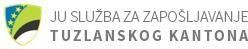 JU SLUŽBA ZA ZAPOŠLJAVANJE
TUZLANSKOG KANTONA